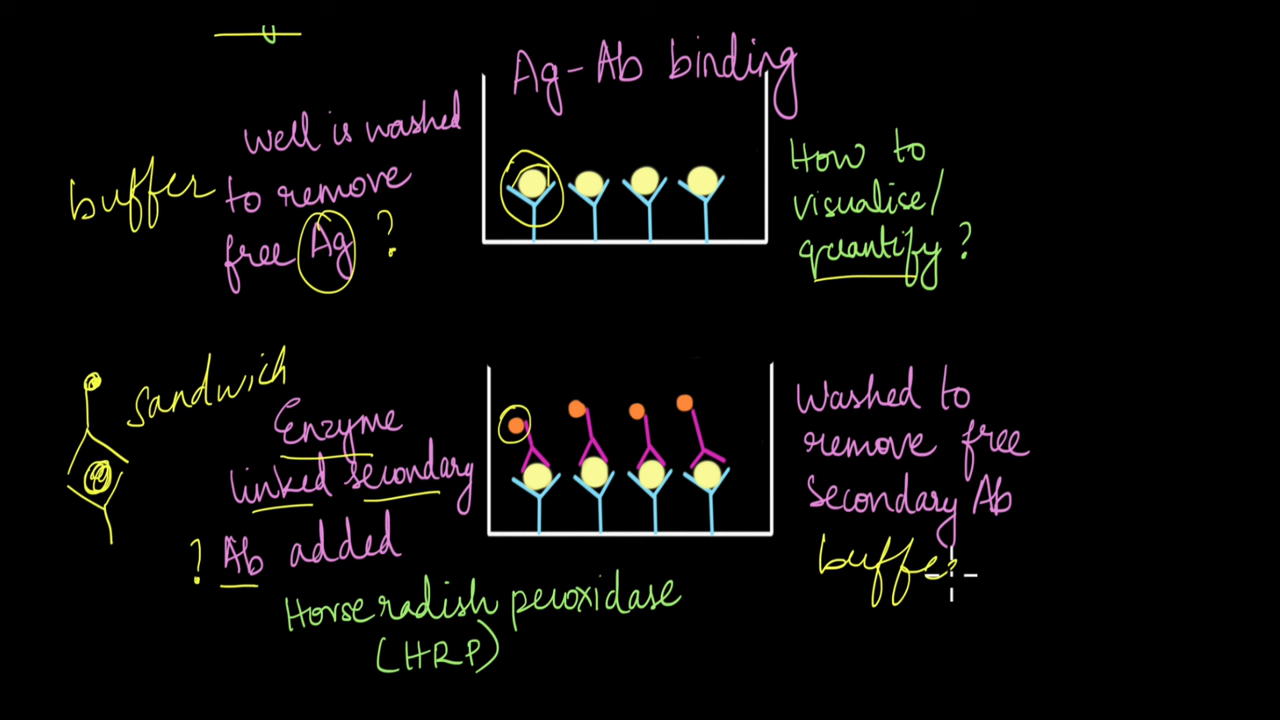 Ag-Ab binding
Well is washed
buffer to remove
free Ag ?
How to
visualise/
quantify?
Sandwich
Enzyme
linked secondary
? Ab added
Ag
Horse radish peroxidase
(HRP)
Washed to
remove free
secondary Ab
buffer